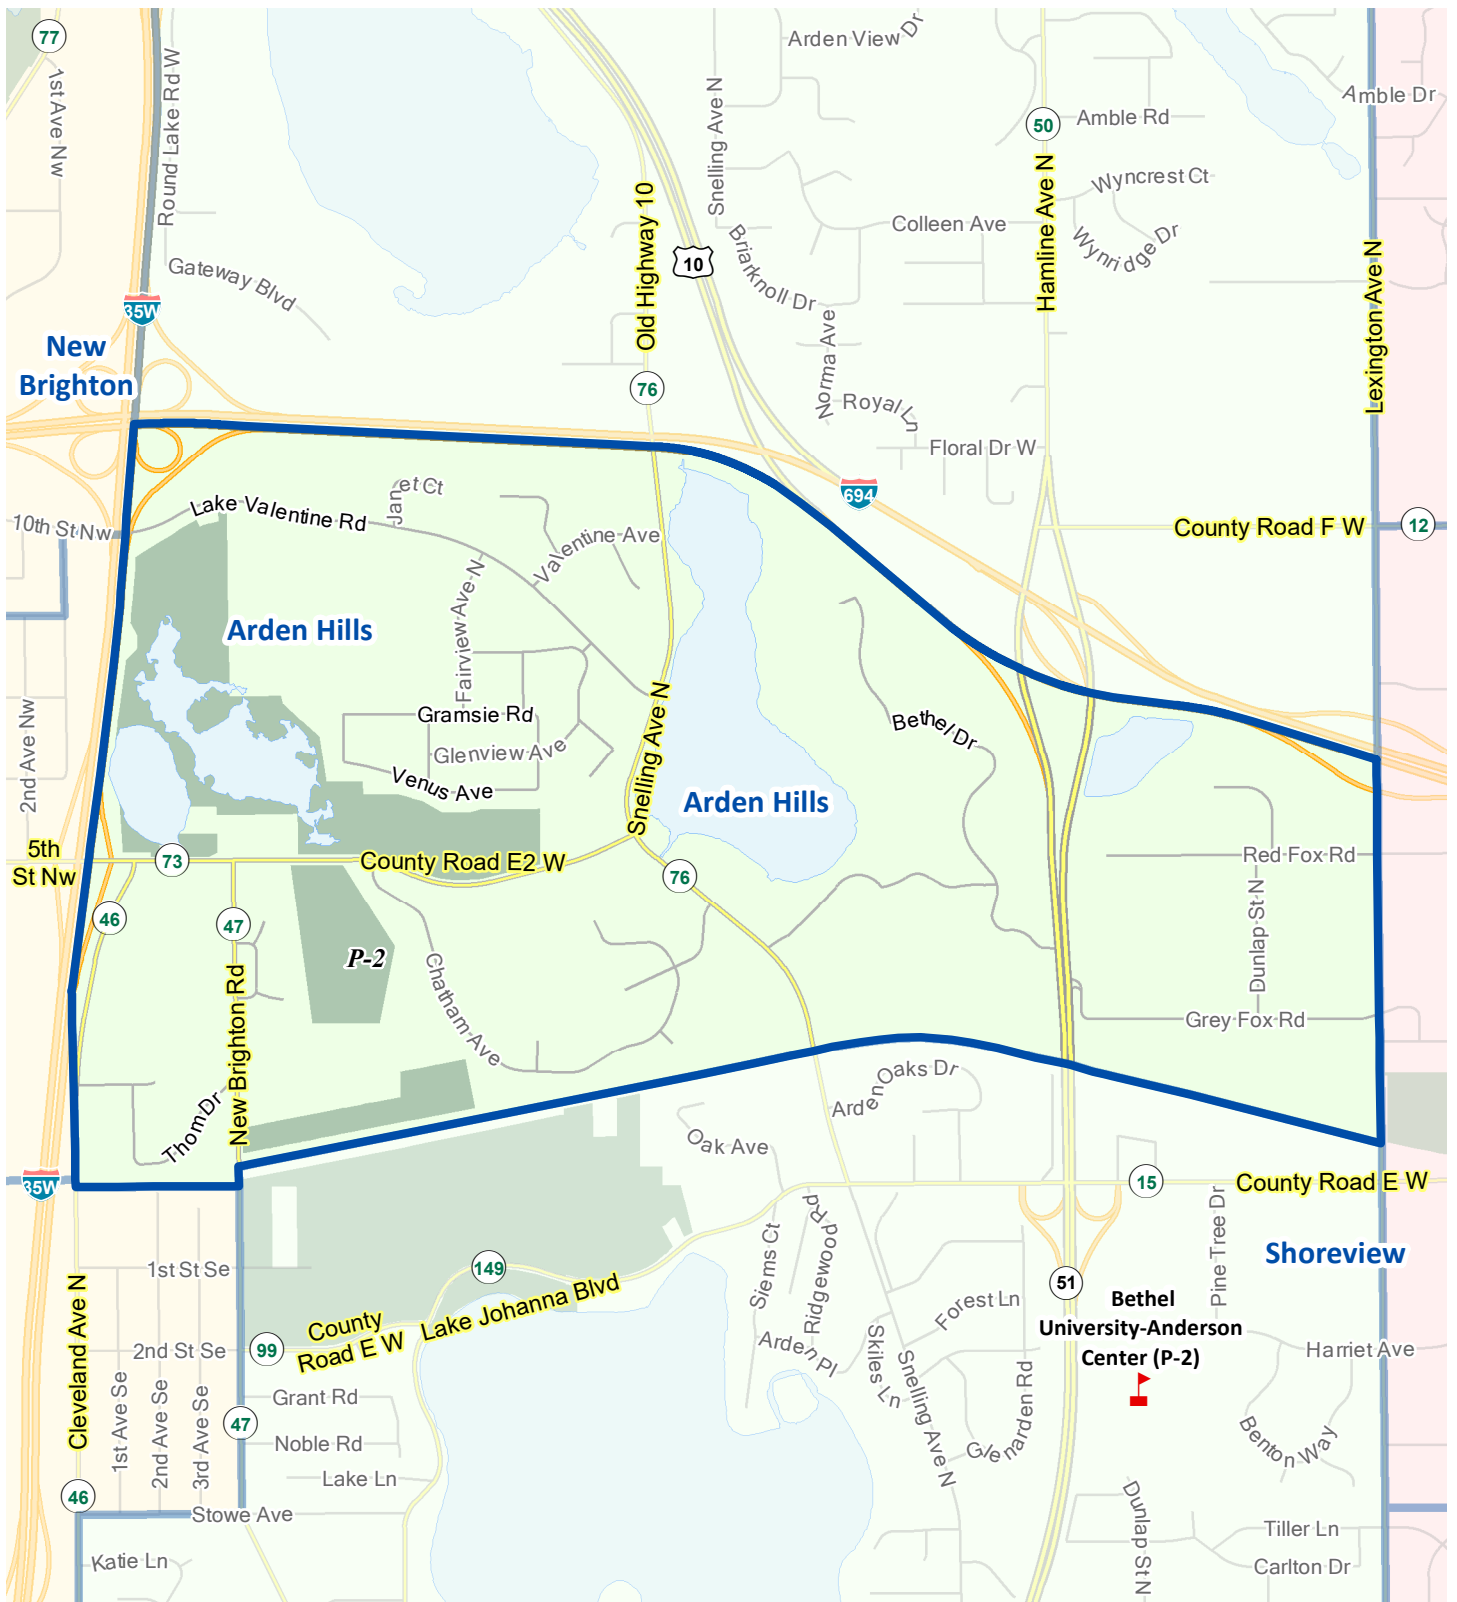 77
1st Ave Nw
Round Lake Rd W
Snelling Ave N
Arden View Dr
50
Amble Rd
Amble Dr
Wyncrest Ct
Wynridge Dr
Colleen Ave
Hamline Ave N
Lexington Ave N
Old Highway 10
10
Briarknoll Dr
Gateway Blvd
35W
New
Brighton
76
Norma Ave
Royal Ln
Floral Dr W
694
County Road F W
12
10th St Nw
Lake Valentine Rd
Janet Ct
Valentine Ave
Fairview Ave N
Arden Hills
2nd Ave Nw
Gramsie Rd
Glenview Ave
Venus Ave
Snelling Ave N
Bethel Dr
Arden Hills
5th
St Nw
73
County Road E2 W
76
Red Fox Rd
46
47
P-2
Chatham Ave
New Brighton Rd
Dunlap St N
Grey Fox Rd
Thom Dr
Arden Oaks Dr
Oak Ave
35W
15
County Road E W
Shoreview
1st St Se
149
Lake Johanna Blvd
Siems Ct
Ridgewood Rd
Pine Tree Dr
51
Cleveland Ave N
2nd St Se
99
County
Road E W
Arden Pl
Skiles Ln
Snelling Ave N
Forest Ln
Bethel
University-Anderson
Center (P-2)
Harriet Ave
1st Ave Se
2nd Ave Se
3rd Ave Se
Grant Rd
47
Noble Rd
Lake Ln
Glenarden Rd
Benton Way
46
Stowe Ave
Dunlap St N
Tiller Ln
Katie Ln
Carlton Dr